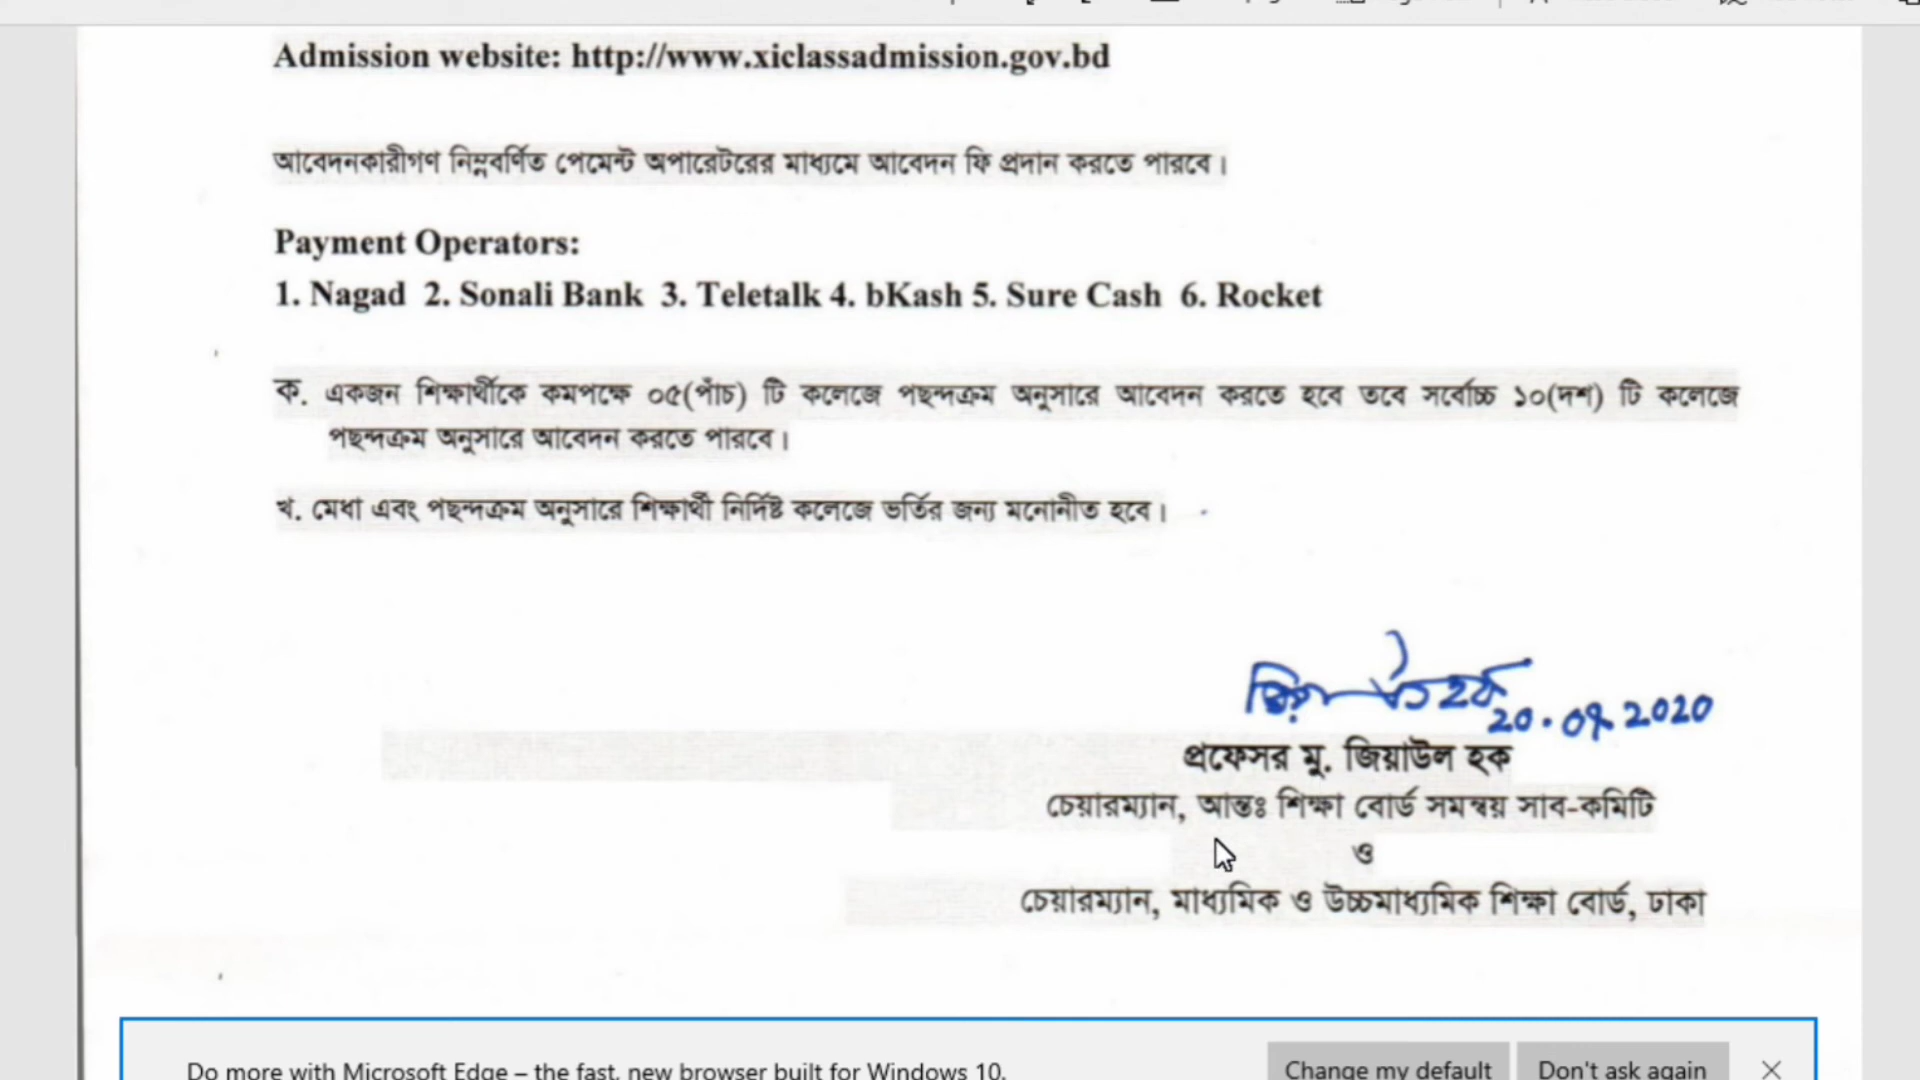 Admission website: http://www.xiclassadmission.gov.bd
আবেদনকারীগণ নিম্নবর্ণিত পেমেন্ট অপারেটরের মাধ্যমে আবেদন ফি প্রদান করতে পারবে।
Payment Operators:
1. Nagad 2. Sonali Bank 3. Teletalk 4. bKash 5. Sure Cash 6. Rocket
ক. একজন শিক্ষার্থীকে কমপক্ষে ০৫(পাঁচ) টি কলেজে পছন্দক্রম অনুসারে আবেদন করতে হবে তবে সর্বোচ্চ ১০(দশ) টি কলেজে
পছন্দক্রম অনুসারে আবেদন করতে পারবে।
খ. মেধা এবং পছন্দক্রম অনুসারে শিক্ষার্থী নির্দিষ্ট কলেজে ভর্তির জন্য মনোনীত হবে।
20.07.2020
প্রফেসর মু. জিয়াউল হক
চেয়ারম্যান, আন্তঃ শিক্ষা বোর্ড সমন্বয় সাব-কমিটি
ও
চেয়ারম্যান, মাধ্যমিক ও উচ্চমাধ্যমিক শিক্ষা বোর্ড, ঢাকা
Do more with Microsoft Edge – the fast, new browser built for Windows 10.
Change my default
Don't ask again